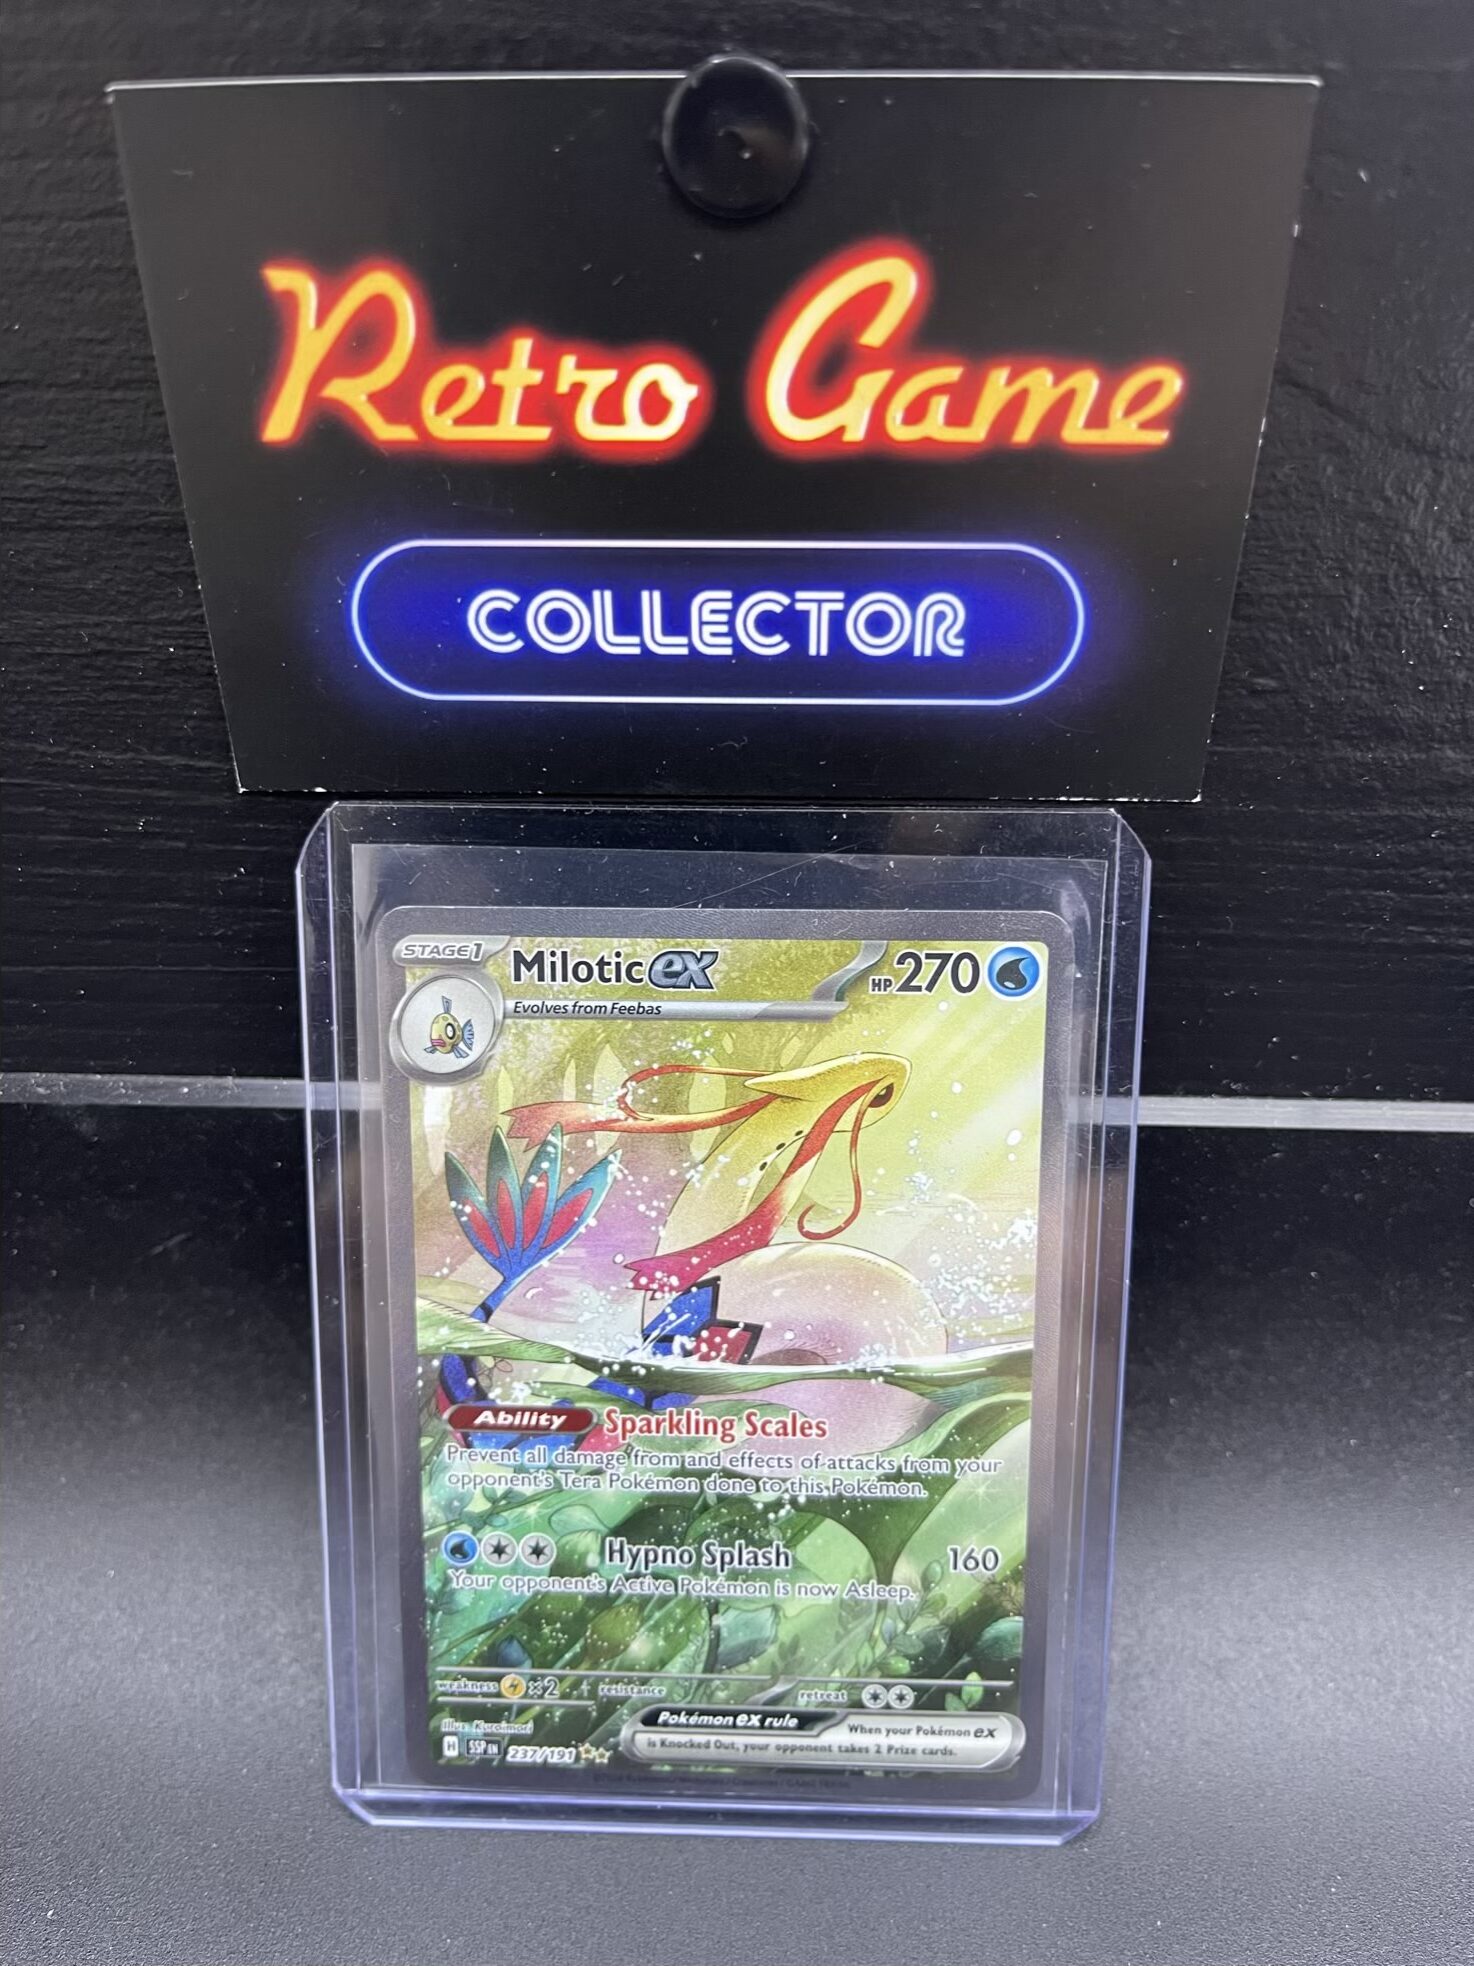 Retro Game
COLLECTOR
STAGE1
Milotic ex
HP 270
Evolves from Feebas
Ability Sparkling Scales
Prevent all damage from and effects of attacks from your
opponent's Tera Pokémon done to this Pokémon.
Hypno Splash 160
Your opponent's Active Pokémon is now Asleep.
weakness ×2 resistance retreat
Illus. Kuroimori
Pokémon ex rule When your Pokémon ex
is Knocked Out, your opponent takes 2 Prize cards.
H SSP EN 237/191